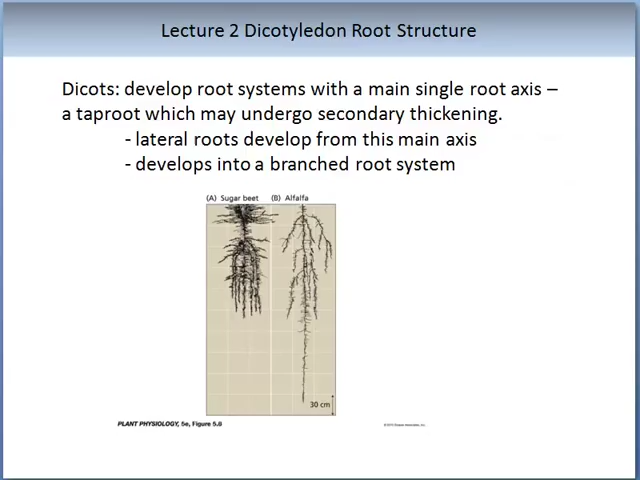 Lecture 2 Dicotyledon Root Structure
Dicots: develop root systems with a main single root axis –
a taproot which may undergo secondary thickening.
- lateral roots develop from this main axis
- develops into a branched root system
(A) Sugar beet (B) Alfalfa
30 cm
PLANT PHYSIOLOGY, 5e, Figure 5.8